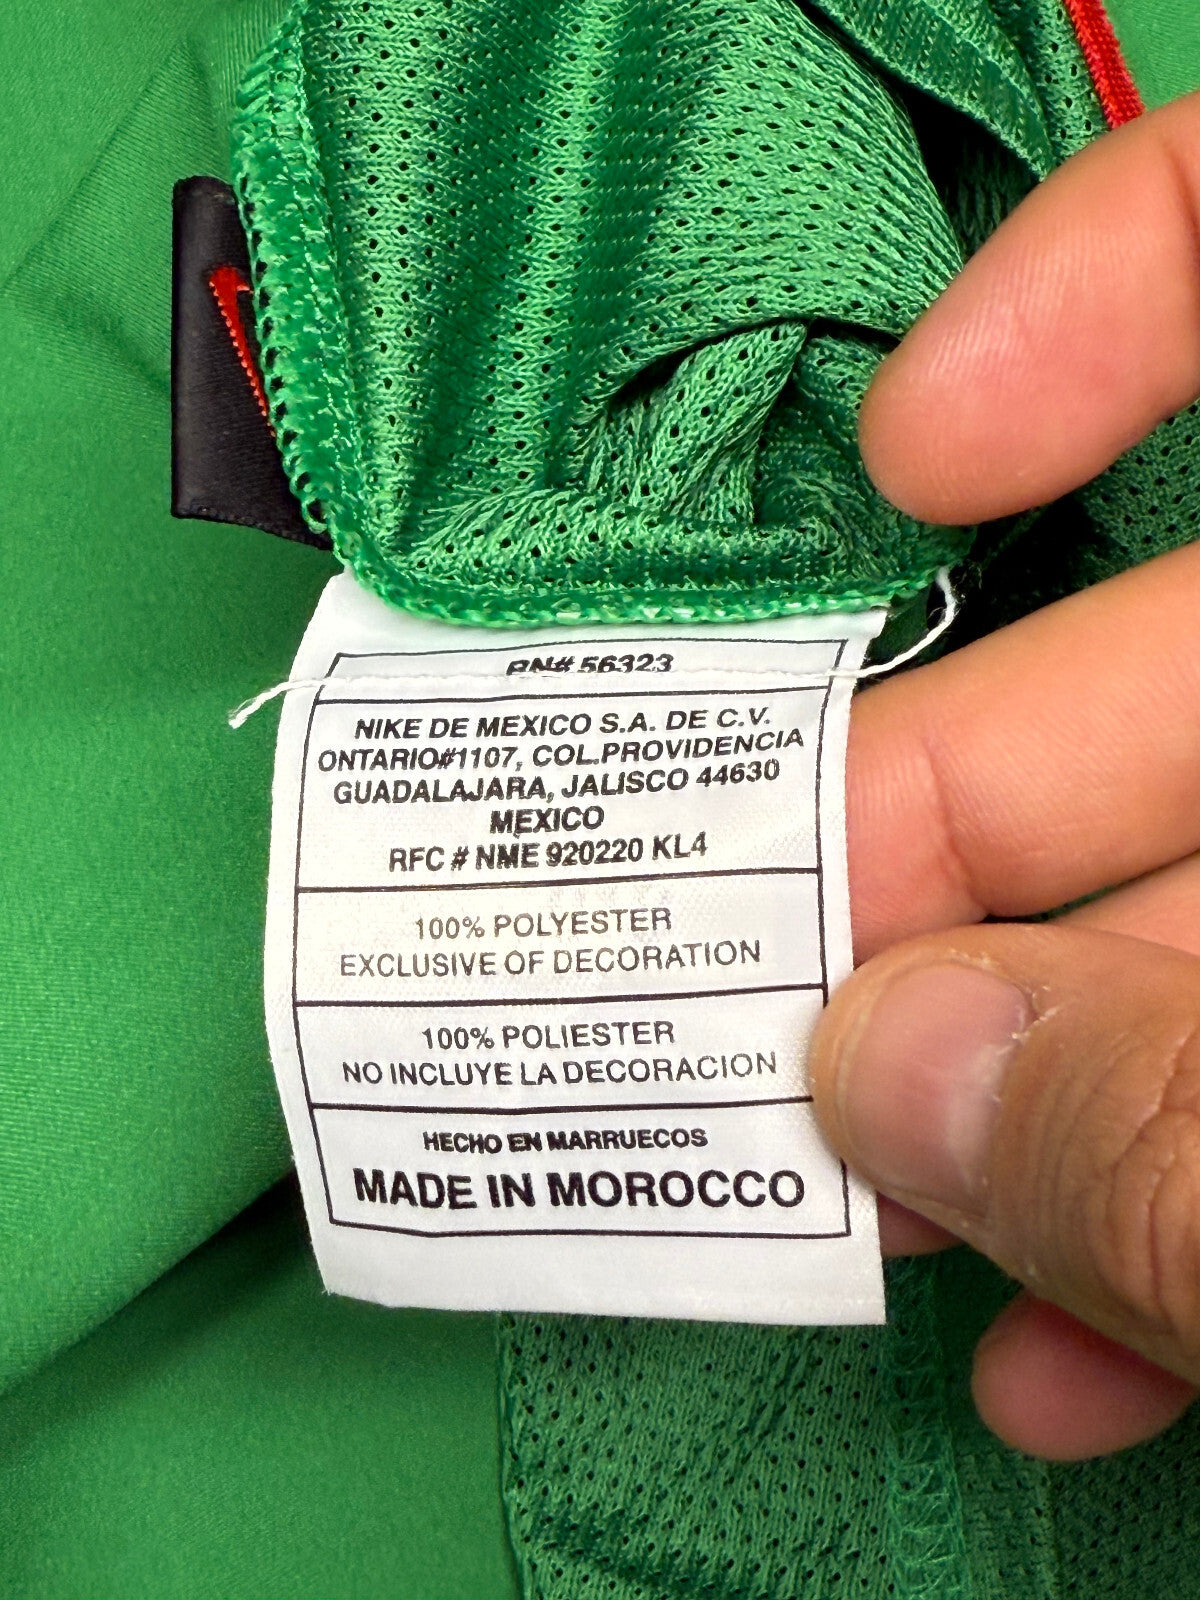 RN# 56323
NIKE DE MEXICO S.A. DE C.V.
ONTARIO#1107, COL.PROVIDENCIA
GUADALAJARA, JALISCO 44630
MEXICO
RFC # NME 920220 KL4
100% POLYESTER
EXCLUSIVE OF DECORATION
100% POLIESTER
NO INCLUYE LA DECORACION
HECHO EN MARRUECOS
MADE IN MOROCCO